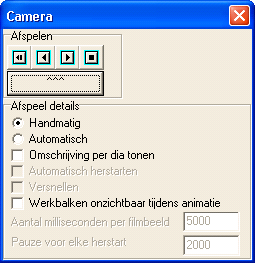 Camera
Afspelen
^^^
Afspeel details
Handmatig
Automatisch
Omschrijving per dia tonen
Automatisch herstarten
Versnellen
Werkbalken onzichtbaar tijdens animatie
Aantal milliseconden per filmbeeld 5000
Pauze voor elke herstart 2000